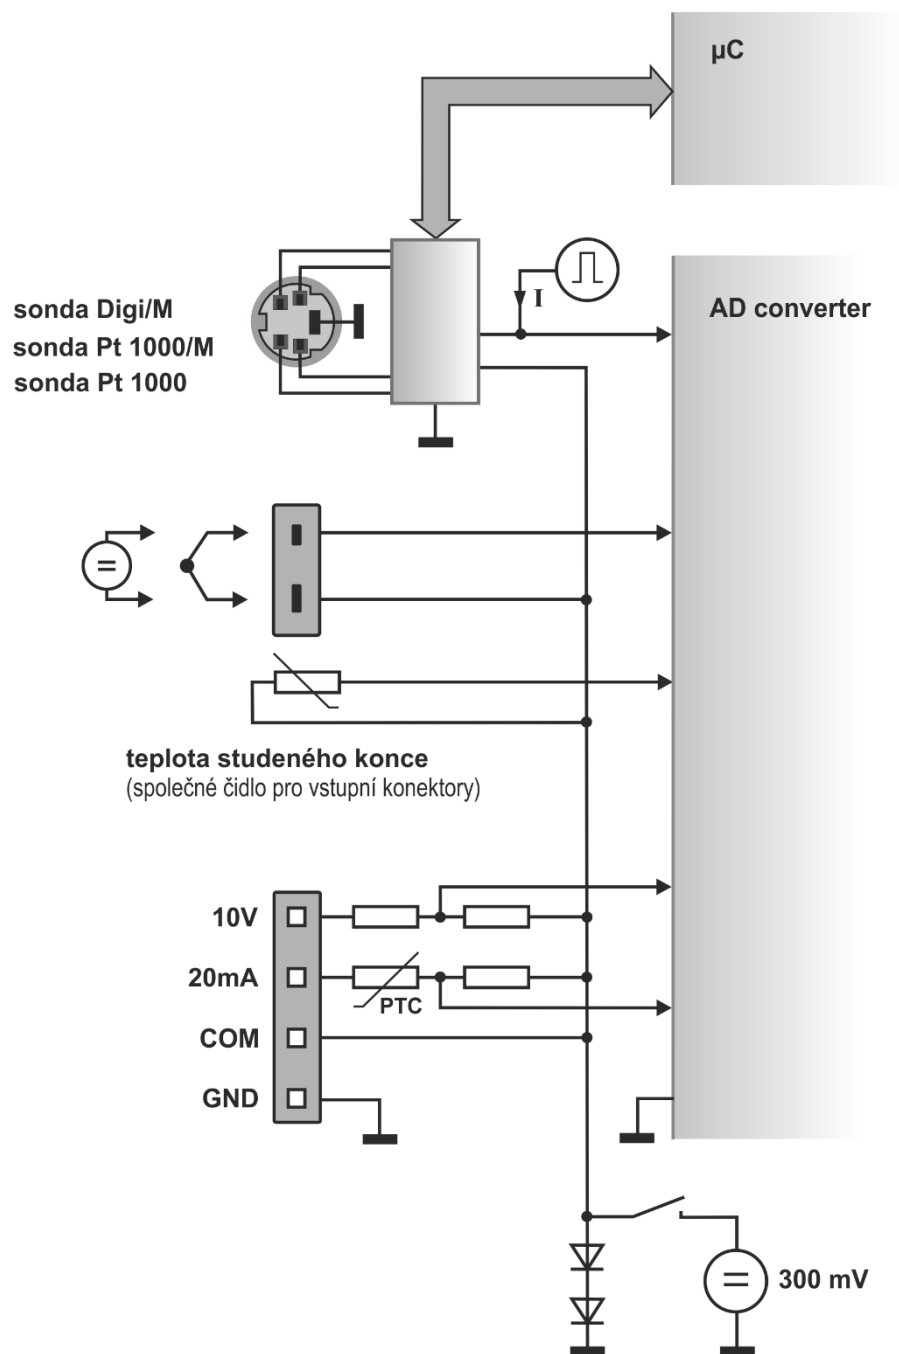 µC
AD converter
I
sonda Digi/M
sonda Pt 1000/M
sonda Pt 1000
teplota studeného konce
(společné čidlo pro vstupní konektory)
10V
20mA
PTC
COM
GND
300 mV